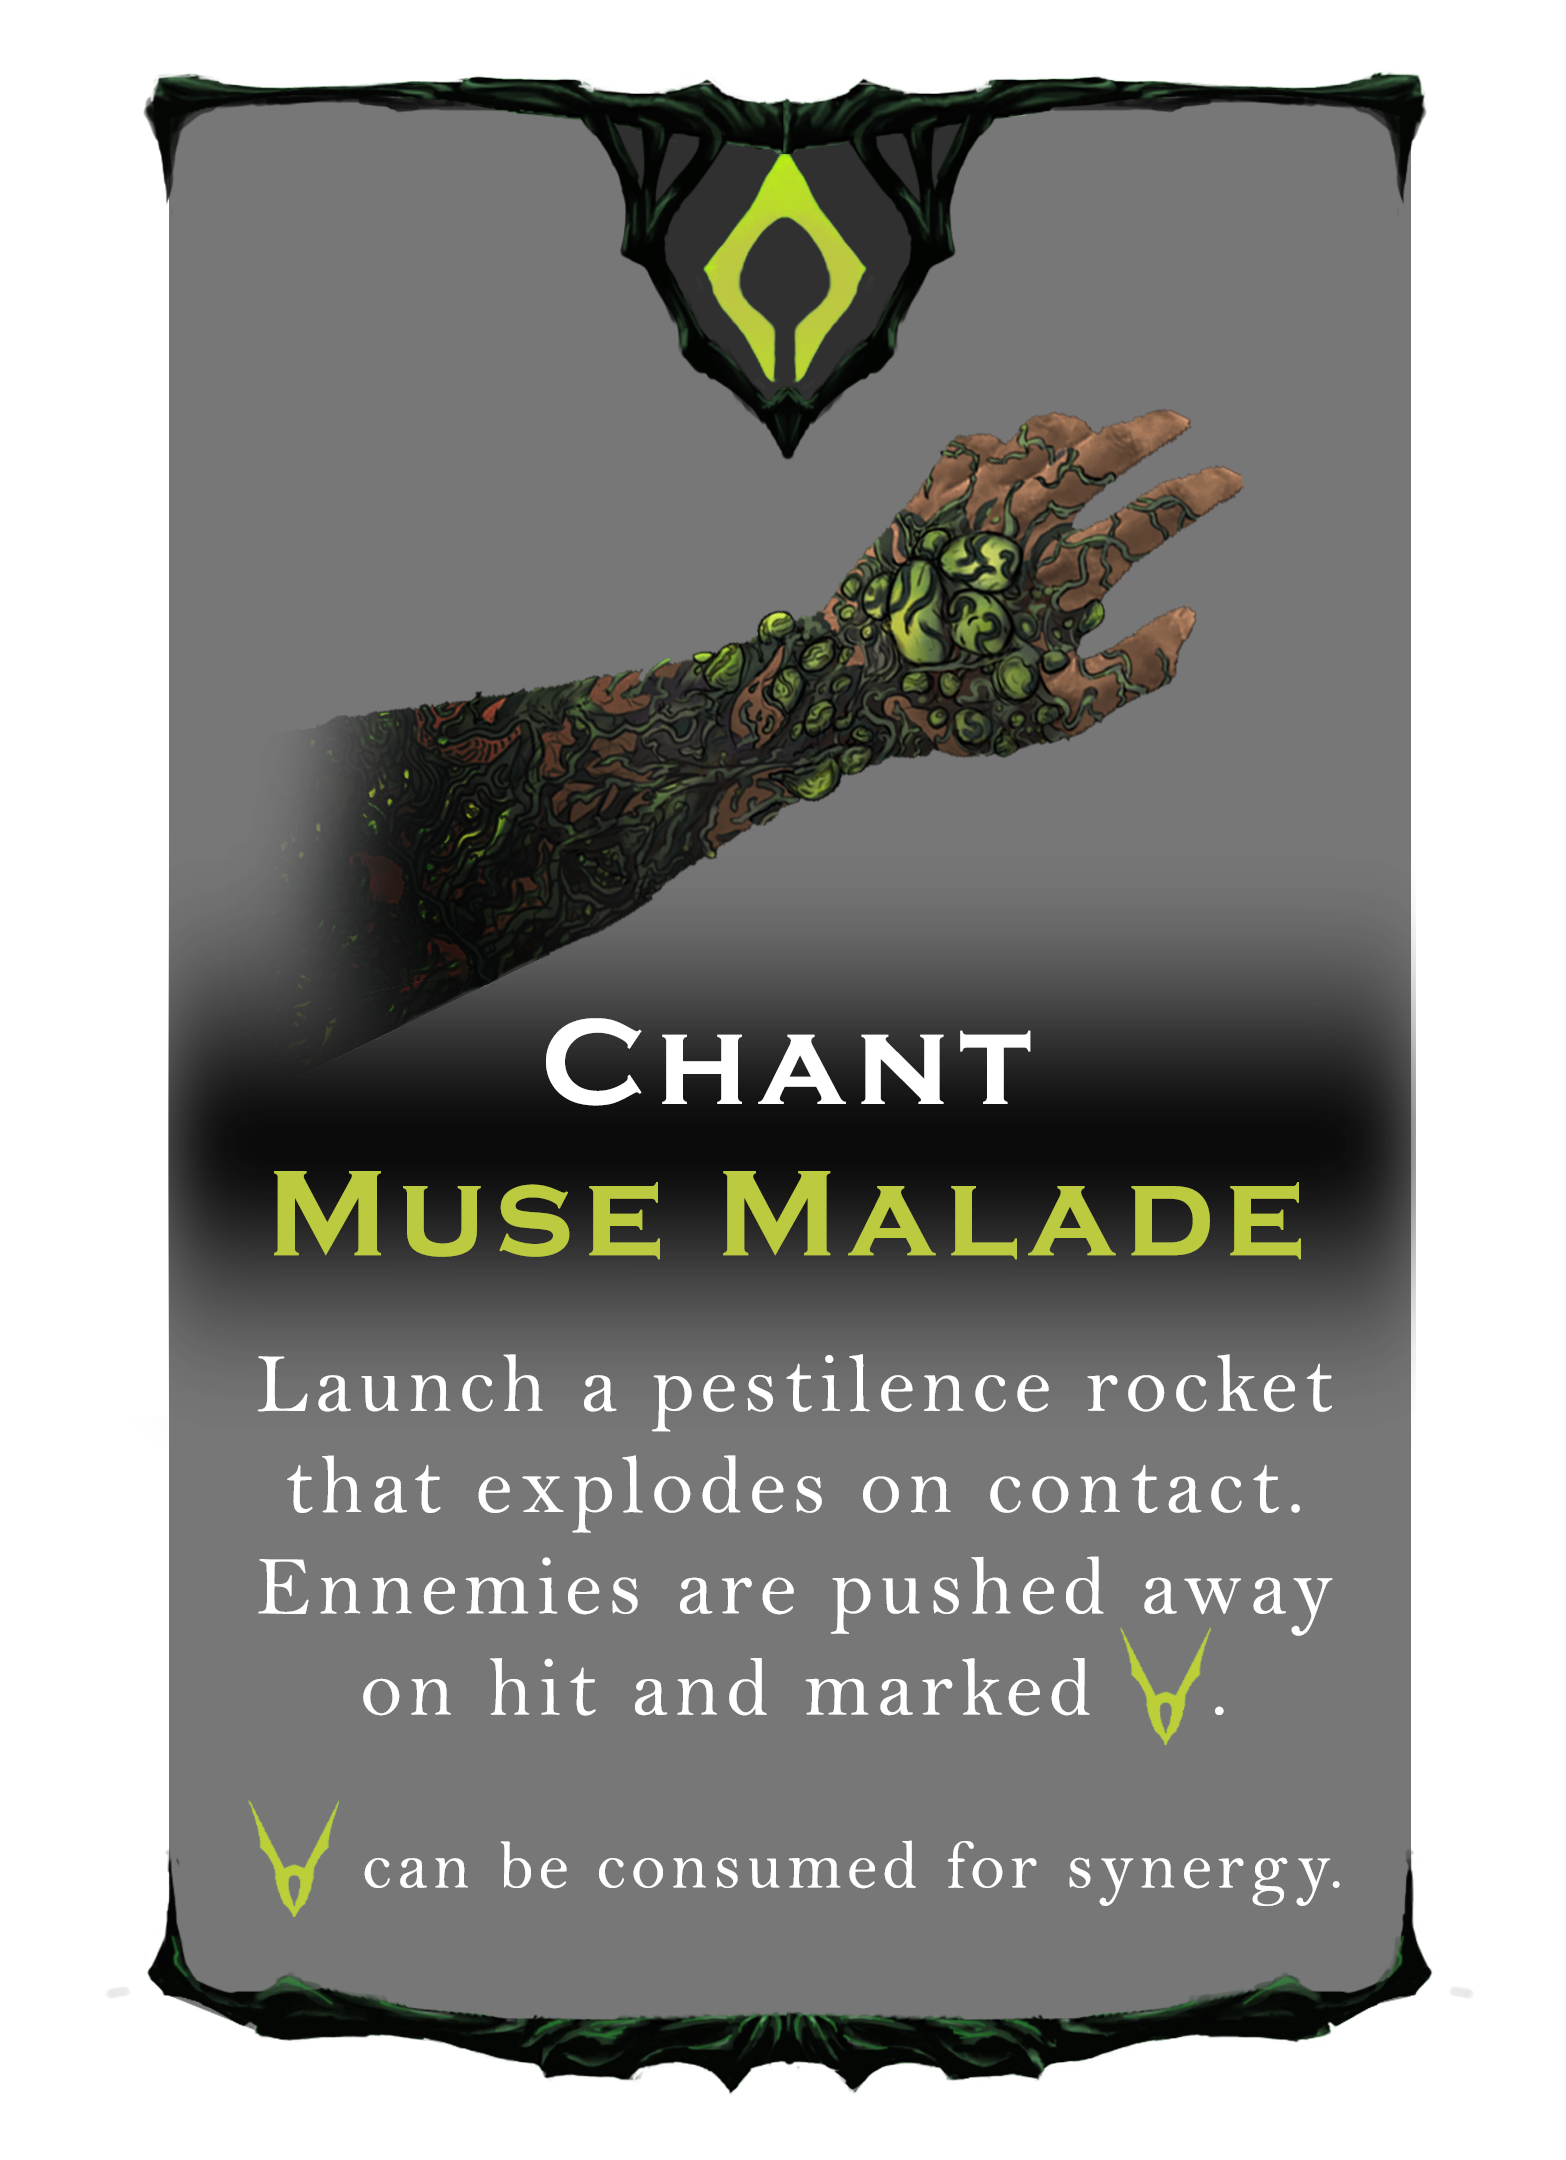 Chant
Muse Malade
Launch a pestilence rocket
that explodes on contact.
Ennemies are pushed away
on hit and marked .
can be consumed for synergy.